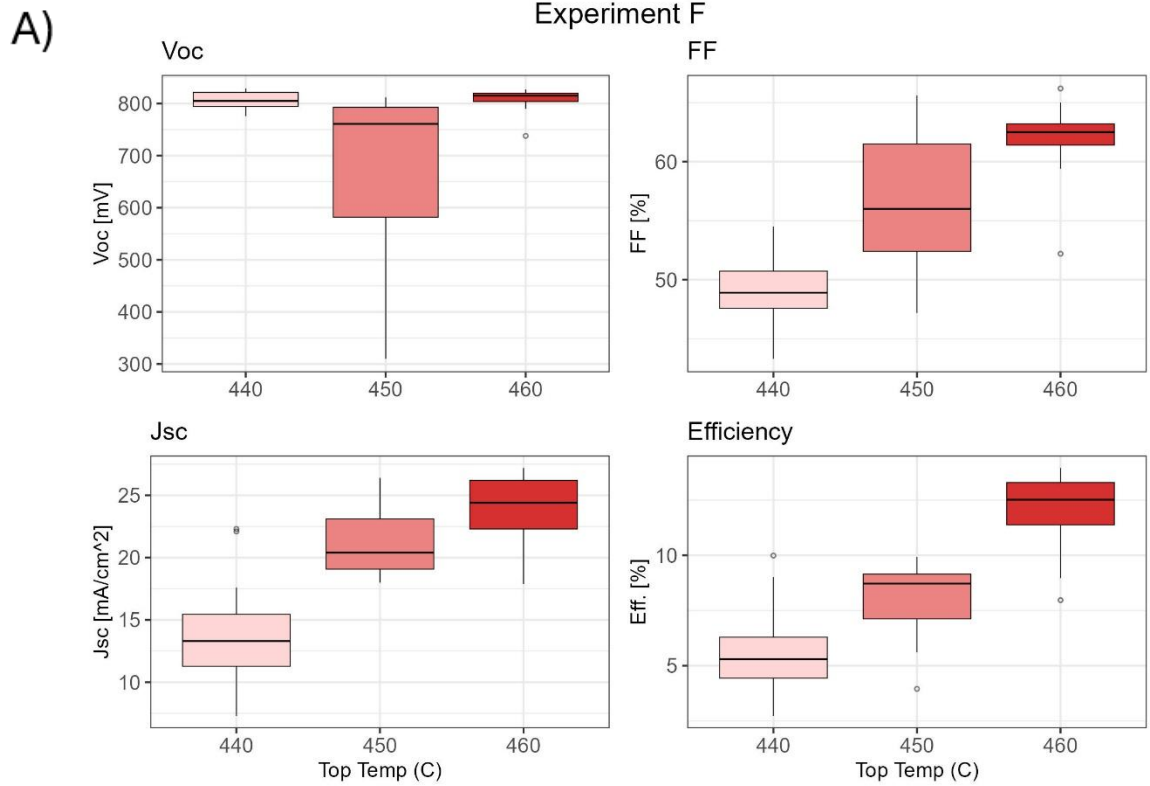 A)
Experiment F
Voc
Voc [mV]
800
700
600
500
400
300
440 450 460
FF
FF [%]
60
50
440 450 460
Jsc
Jsc [mA/cm^2]
25
20
15
10
440 450 460
Top Temp (C)
Efficiency
Eff. [%]
10
5
440 450 460
Top Temp (C)